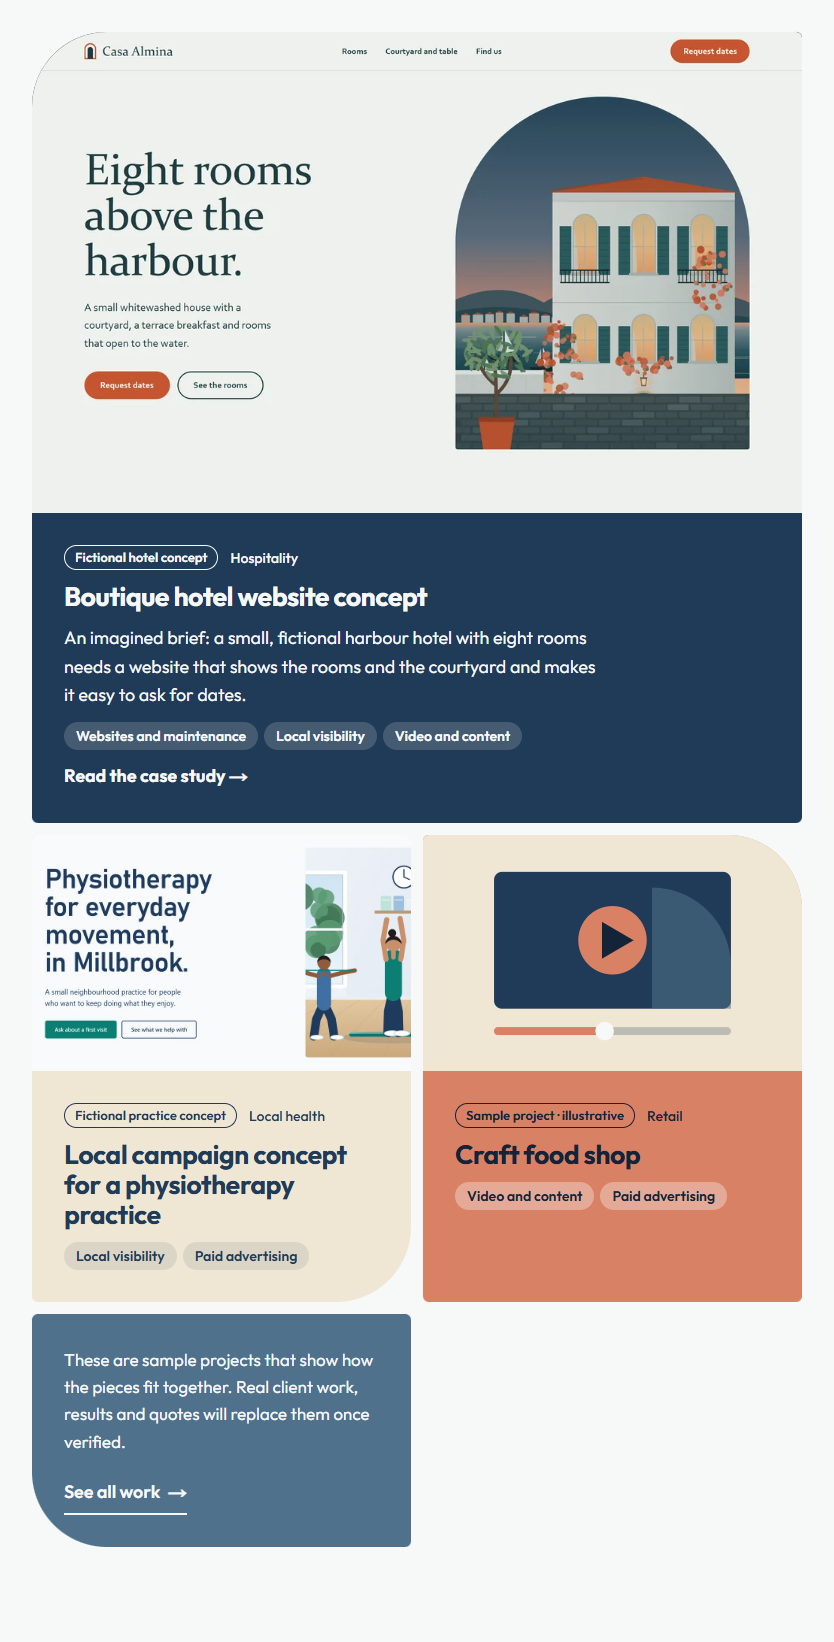 Casa Almina
Rooms
Courtyard and table
Find us
Request dates
Eight rooms
above the
harbour.
A small whitewashed house with a
courtyard, a terrace breakfast and rooms
that open to the water.
Request dates
See the rooms
Fictional hotel concept
Hospitality
Boutique hotel website concept
An imagined brief: a small, fictional harbour hotel with eight rooms
needs a website that shows the rooms and the courtyard and makes
it easy to ask for dates.
Websites and maintenance
Local visibility
Video and content
Read the case study →
Physiotherapy
for everyday
movement,
in Millbrook.
A small neighbourhood practice for people
who want to keep doing what they enjoy.
Ask about a first visit
See what we help with
Fictional practice concept
Local health
Local campaign concept
for a physiotherapy
practice
Local visibility
Paid advertising
Sample project · illustrative
Retail
Craft food shop
Video and content
Paid advertising
These are sample projects that show how
the pieces fit together. Real client work,
results and quotes will replace them once
verified.
See all work →